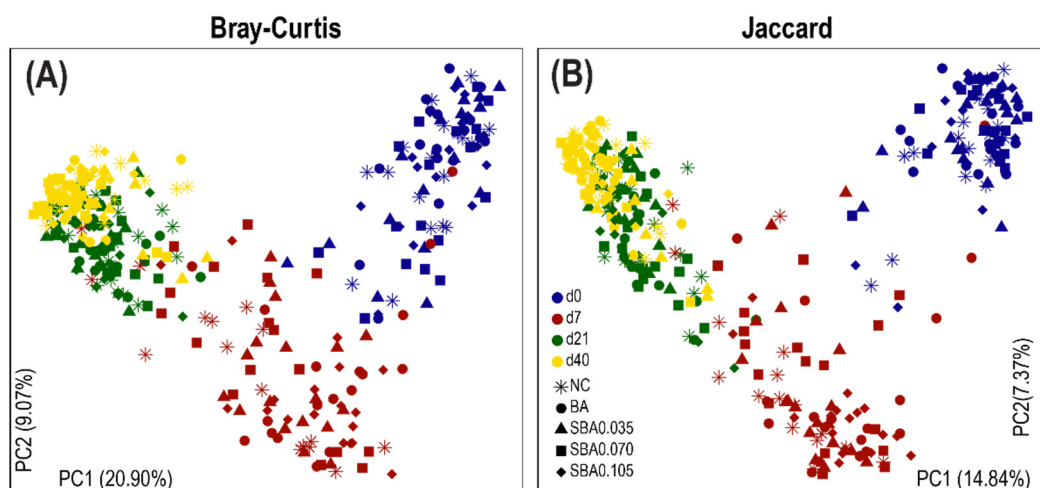 Bray-Curtis
Jaccard
(A)
(B)
d0
d7
d21
d40
NC
BA
SBA0.035
SBA0.070
SBA0.105
PC2 (9.07%)
PC1 (20.90%)
PC2(7.37%)
PC1 (14.84%)